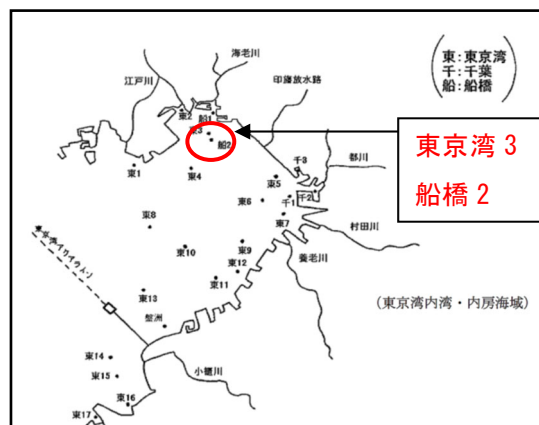 海老川
江戸川
印旛放水路
東:東京湾
千:千葉
船:船橋
東2
船1
東3
船2
東京湾3
船橋2
東1
東4
千3
都川
東5
千1
千2
東6
東7
村田川
東8
東9
養老川
東10
東12
東11
東京湾アクアライン
東13
(東京湾内湾・内房海域)
盤洲
小櫃川
東14
東15
東16
東17